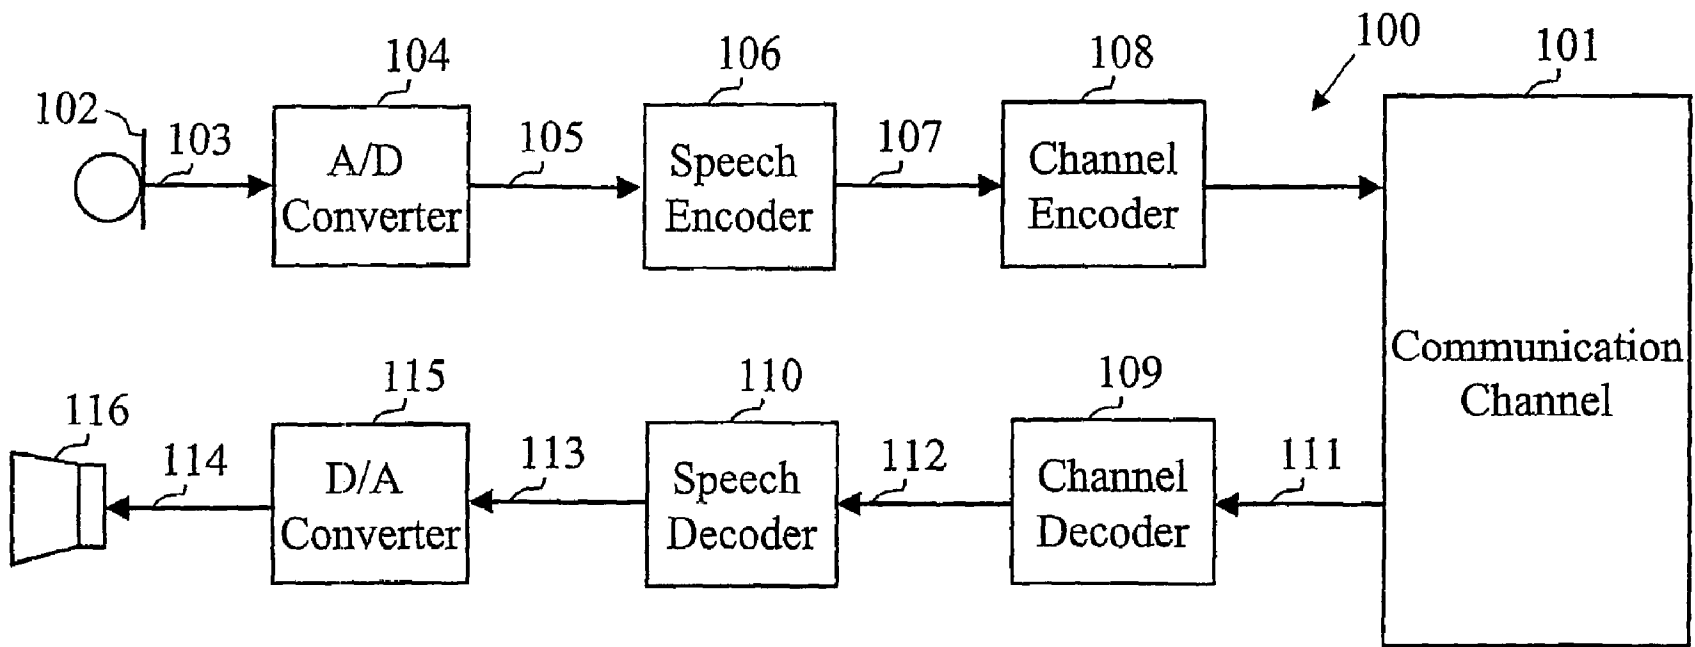 100
101
102
103
104
A/D
Converter
105
106
Speech
Encoder
107
108
Channel
Encoder
Communication
Channel
109
Channel
Decoder
111
110
Speech
Decoder
112
115
D/A
Converter
113
114
116